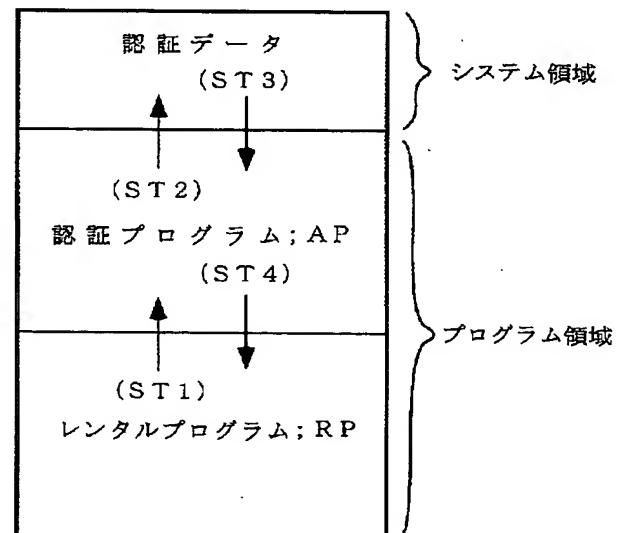 認証データ
(ST3)
システム領域
(ST2)
認証プログラム;AP
(ST4)
プログラム領域
(ST1)
レンタルプログラム;RP